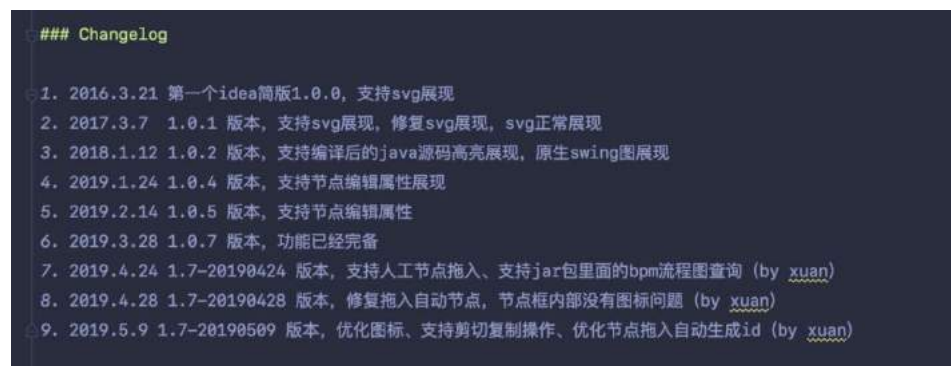 ### Changelog
1. 2016.3.21 第一个idea简版1.0.0，支持svg展现
2. 2017.3.7  1.0.1 版本，支持svg展现，修复svg展现，svg正常展现
3. 2018.1.12 1.0.2 版本，支持编译后的java源码高亮展现，原生swing图展现
4. 2019.1.24 1.0.4 版本，支持节点编辑属性展现
5. 2019.2.14 1.0.5 版本，支持节点编辑属性
6. 2019.3.28 1.0.7 版本，功能已经完备
7. 2019.4.24 1.7-20190424 版本，支持人工节点拖入、支持jar包里面的bpm流程图查询（by xuan）
8. 2019.4.28 1.7-20190428 版本，修复拖入自动节点，节点框内部没有图标问题（by xuan）
9. 2019.5.9 1.7-20190509 版本，优化图标、支持剪切复制操作、优化节点拖入自动生成id（by xuan）